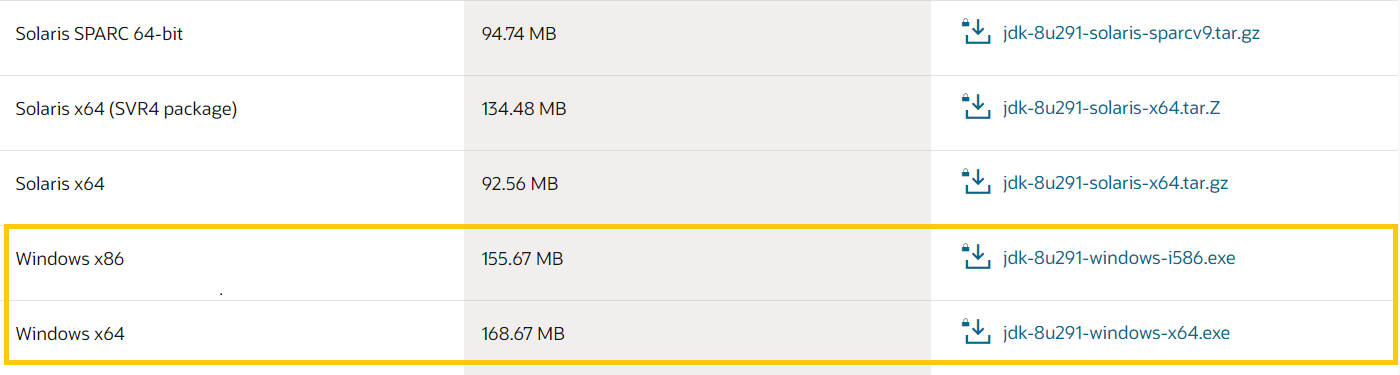 Solaris SPARC 64-bit 94.74 MB jdk-8u291-solaris-sparcv9.tar.gz
Solaris x64 (SVR4 package) 134.48 MB jdk-8u291-solaris-x64.tar.Z
Solaris x64 92.56 MB jdk-8u291-solaris-x64.tar.gz
Windows x86 155.67 MB jdk-8u291-windows-i586.exe
Windows x64 168.67 MB jdk-8u291-windows-x64.exe